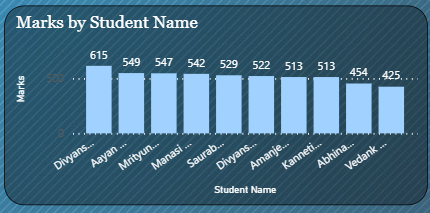 Marks by Student Name
615
549
547
542
529
522
513
513
454
425
Marks
500
0
Divyans...
Aayan ...
Mrityun...
Manasi ...
Saurab...
Divyans...
Amanje...
Kanneti...
Abhina...
Vedank ...
Student Name